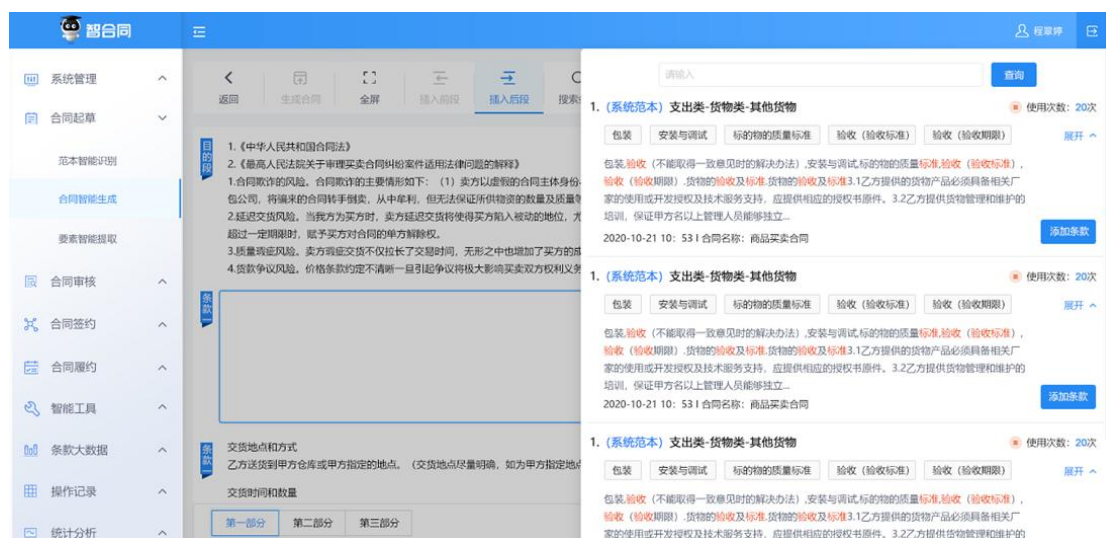 智合同
程翠婷
系统管理
合同起草
范本智能识别
合同智能生成
要素智能提取
合同审核
合同签约
合同履约
智能工具
条款大数据
操作记录
统计分析
返回
生成合同
全屏
插入前段
插入后段
搜索
目的段
1.《中华人民共和国合同法》
2.《最高人民法院关于审理买卖合同纠纷案件适用法律问题的解释》
1.合同欺诈的风险。合同欺诈的主要情形如下：（1）卖方以虚假的合同主体身份
包公司，将骗来的合同转手倒卖，从中牟利，但无法保证所供物资的数量及质量等
2.延迟交货风险。当我方为买方时，卖方延迟交货将使得买方陷入被动的地位，尤
超过一定期限时，赋予买方对合同的单方解除权。
3.质量瑕疵风险。卖方瑕疵交货不仅拉长了交易时间，无形之中也增加了买方的成
4.货款争议风险。价格条款约定不清晰一旦引起争议将极大影响买卖双方权利义务
条款一
条款
交货地点和方式
乙方送货到甲方仓库或甲方指定的地点。（交货地点尽量明确，如为甲方指定地点
交货时间和数量
第一部分 第二部分 第三部分
请输入 查询
1.（系统范本）支出类-货物类-其他货物 使用次数：20次
包装 安装与调试 标的物的质量标准 验收（验收标准） 验收（验收期限） 展开
包装,验收（不能取得一致意见时的解决办法）,安装与调试,标的物的质量标准,验收（验收标准）,
验收（验收期限）.货物的验收及标准.货物的验收及标准3.1乙方提供的货物产品必须具备相关厂
家的使用或开发授权及技术服务支持，应提供相应的授权书原件。3.2乙方提供货物管理和维护的
培训，保证甲方名以上管理人员能够独立...
2020-10-21 10：53 I 合同名称：商品买卖合同 添加条款
1.（系统范本）支出类-货物类-其他货物 使用次数：20次
包装 安装与调试 标的物的质量标准 验收（验收标准） 验收（验收期限） 展开
包装,验收（不能取得一致意见时的解决办法）,安装与调试,标的物的质量标准,验收（验收标准）,
验收（验收期限）.货物的验收及标准.货物的验收及标准3.1乙方提供的货物产品必须具备相关厂
家的使用或开发授权及技术服务支持，应提供相应的授权书原件。3.2乙方提供货物管理和维护的
培训，保证甲方名以上管理人员能够独立...
2020-10-21 10：53 I 合同名称：商品买卖合同 添加条款
1.（系统范本）支出类-货物类-其他货物 使用次数：20次
包装 安装与调试 标的物的质量标准 验收（验收标准） 验收（验收期限） 展开
包装,验收（不能取得一致意见时的解决办法）,安装与调试,标的物的质量标准,验收（验收标准）,
验收（验收期限）.货物的验收及标准.货物的验收及标准3.1乙方提供的货物产品必须具备相关厂
家的使用或开发授权及技术服务支持，应提供相应的授权书原件。3.2乙方提供货物管理和维护的